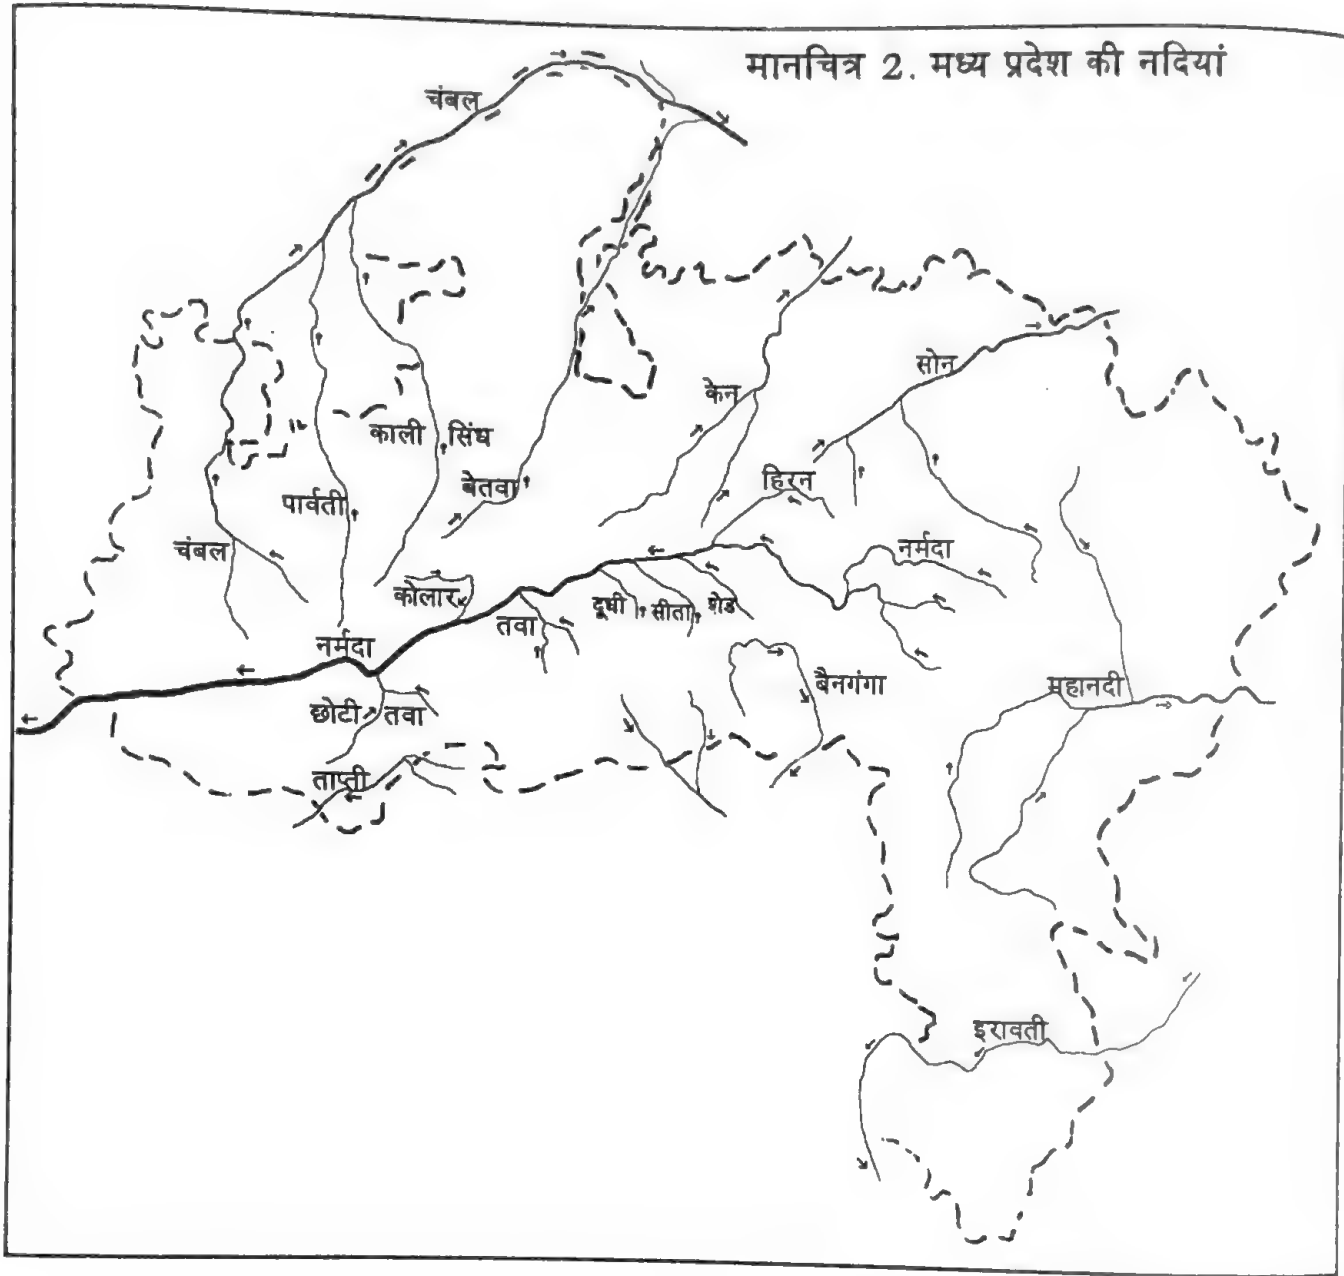 मानचित्र 2. मध्य प्रदेश की नदियां
चंबल
सोन
केन
काली सिंघ
बेतवा
हिरन
पार्वती
चंबल
नर्मदा
कोलार
दूधी
सीता
शेड
तवा
नर्मदा
बैनगंगा
महानदी
छोटी तवा
ताप्ती
इरावती